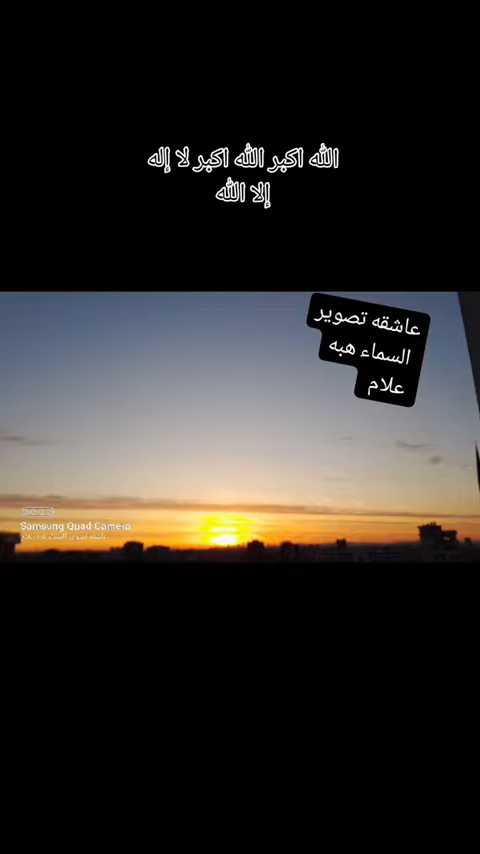 الله اكبر الله اكبر لا إله
إلا الله
عاشقه تصوير
السماء هبه
علام
Samsung Quad Camera